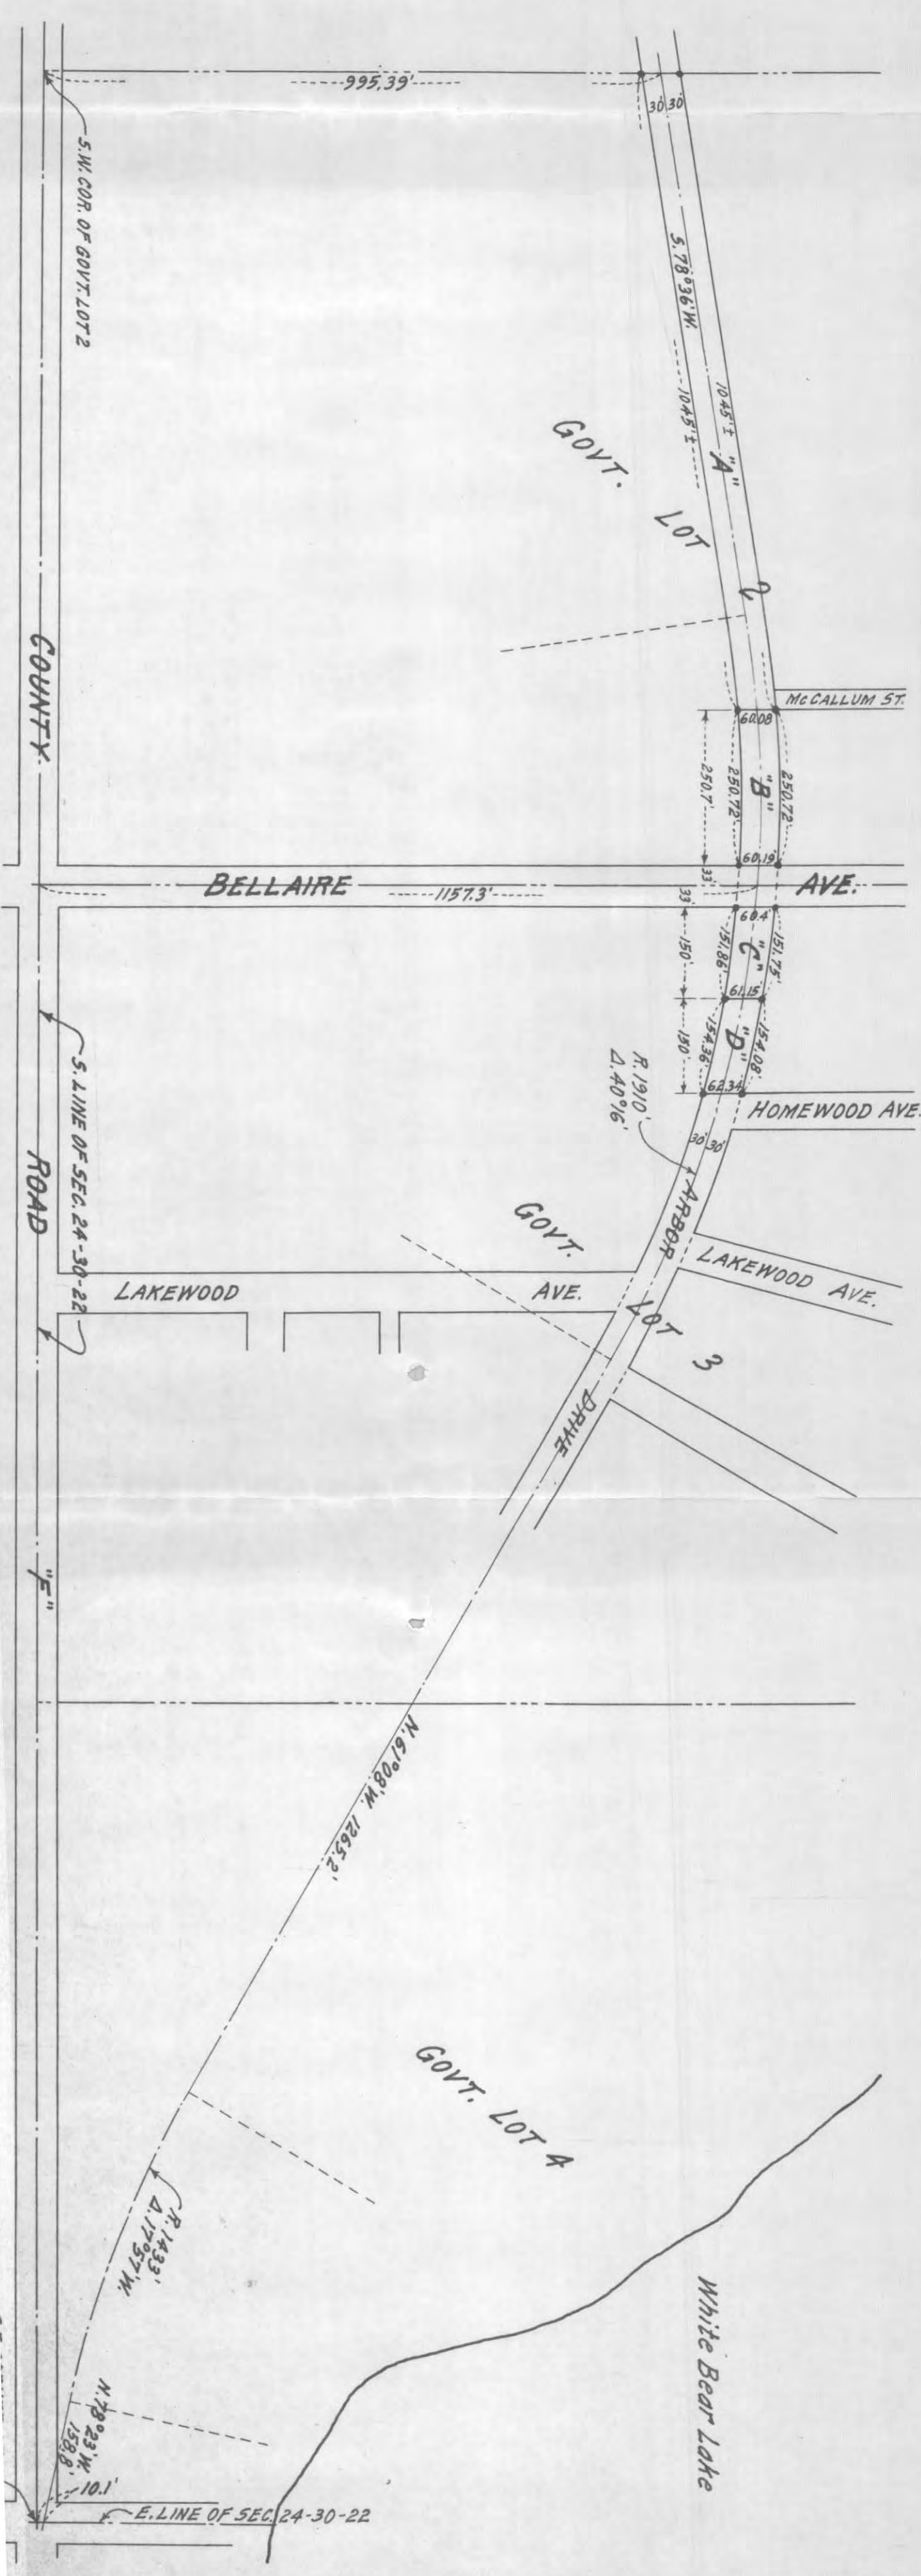 995.39'
30' 30'
S.W. COR. OF GOVT. LOT 2
S.78°36'W.
1045'±
1045'±
"A"
GOVT. LOT 2
McCALLUM ST.
60.08
250.7'
250.72'
"B"
250.72'
60.19'
COUNTY ROAD "F"
33'
BELLAIRE AVE.
1157.3'
33'
60.4'
150'
151.86'
"C"
151.75'
61.15'
150'
154.36'
"D"
154.08'
62.34'
HOMEWOOD AVE.
R.1910'
Δ.40°16'
30' 30'
S. LINE OF SEC. 24-30-22
ARBOR DRIVE
GOVT. LOT 3
LAKEWOOD AVE.
LAKEWOOD AVE.
N.61°08'W. 1265.2'
GOVT. LOT 4
White Bear Lake
R.1433'
Δ.17°57'W.
N.78°23'W.
158.8'
10.1'
E. LINE OF SEC. 24-30-22